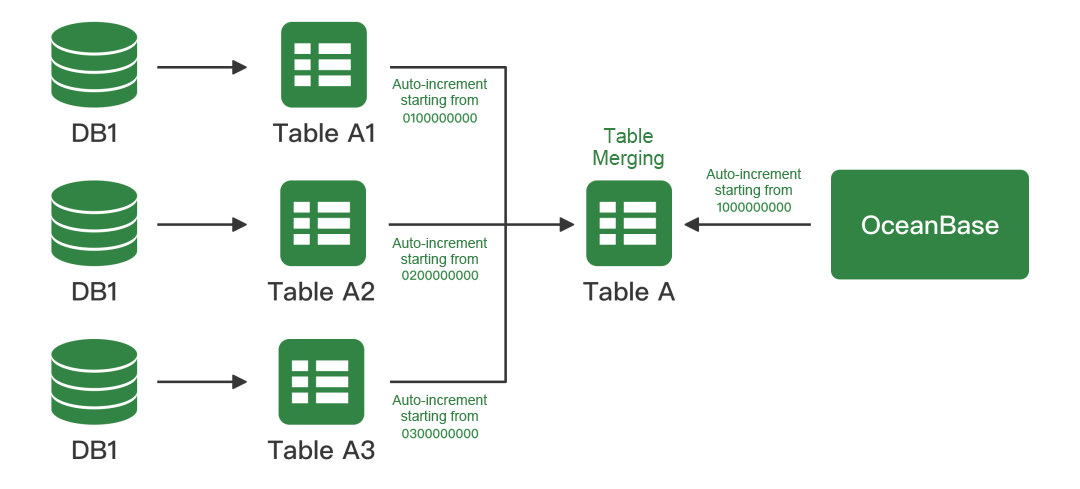 DB1
Table A1
Auto-increment
starting from
0100000000
DB1
Table A2
Auto-increment
starting from
0200000000
DB1
Table A3
Auto-increment
starting from
0300000000
Table
Merging
Table A
Auto-increment
starting from
1000000000
OceanBase